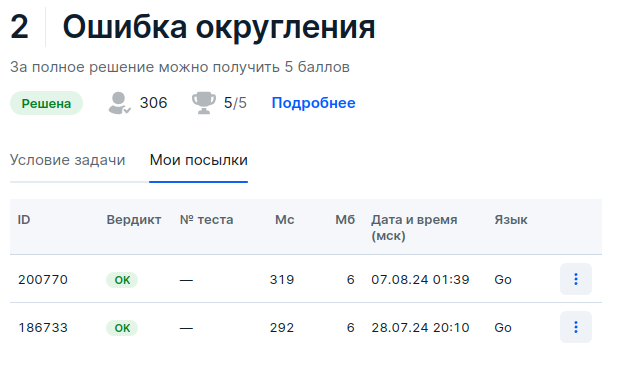 2 Ошибка округления
За полное решение можно получить 5 баллов
Решена 306 5/5 Подробнее
Условие задачи Мои посылки
ID Вердикт № теста Мс Мб Дата и время (мск) Язык
200770 OK — 319 6 07.08.24 01:39 Go
186733 OK — 292 6 28.07.24 20:10 Go